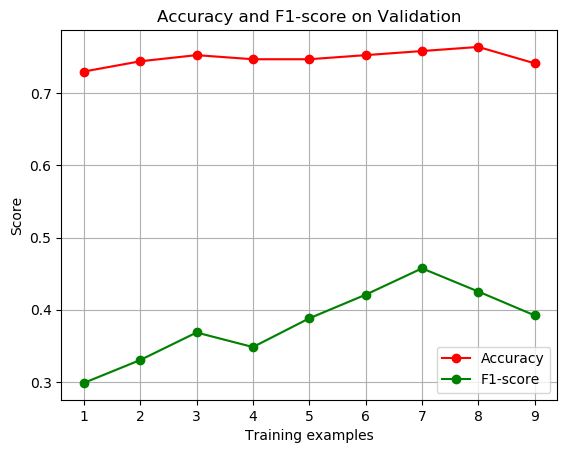 Accuracy and F1-score on Validation
Score
0.7
0.6
0.5
0.4
0.3
Accuracy
F1-score
1 2 3 4 5 6 7 8 9
Training examples